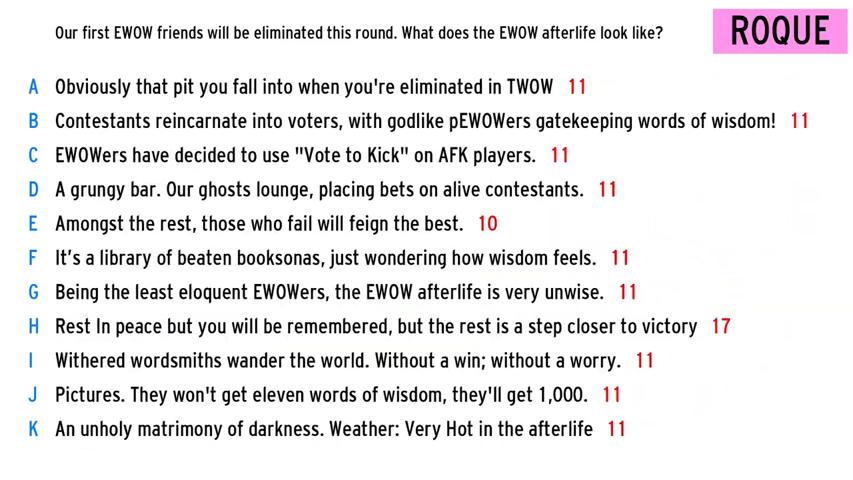 Our first EWOW friends will be eliminated this round. What does the EWOW afterlife look like?
ROQUE
A Obviously that pit you fall into when you're eliminated in TWOW 11
B Contestants reincarnate into voters, with godlike pEWOWers gatekeeping words of wisdom! 11
C EWOWers have decided to use "Vote to Kick" on AFK players. 11
D A grungy bar. Our ghosts lounge, placing bets on alive contestants. 11
E Amongst the rest, those who fail will feign the best. 10
F It’s a library of beaten booksonas, just wondering how wisdom feels. 11
G Being the least eloquent EWOWers, the EWOW afterlife is very unwise. 11
H Rest In peace but you will be remembered, but the rest is a step closer to victory 17
I Withered wordsmiths wander the world. Without a win; without a worry. 11
J Pictures. They won't get eleven words of wisdom, they'll get 1,000. 11
K An unholy matrimony of darkness. Weather: Very Hot in the afterlife 11